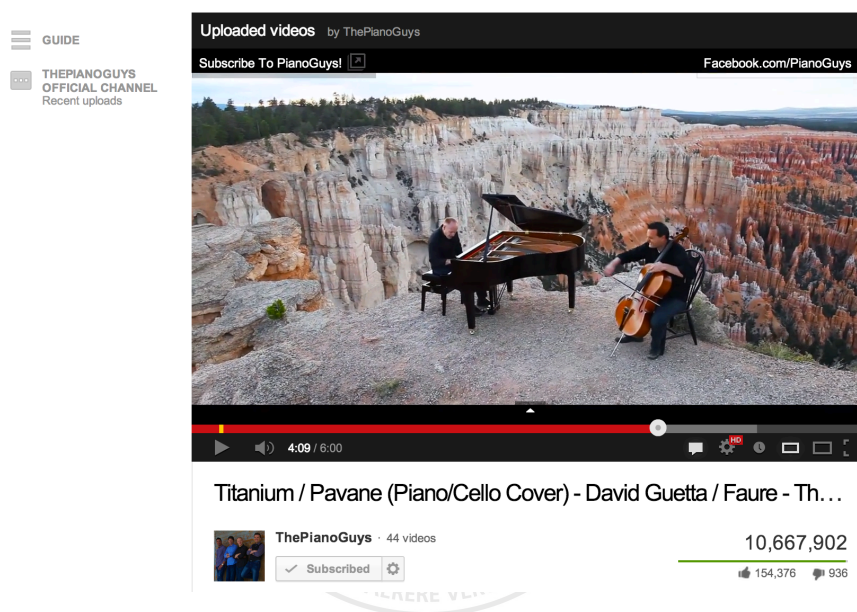 GUIDE
THEPIANOGUYS
OFFICIAL CHANNEL
Recent uploads
Uploaded videos by ThePianoGuys
Subscribe To PianoGuys!
Facebook.com/PianoGuys
4:09 / 6:00
HD
Titanium / Pavane (Piano/Cello Cover) - David Guetta / Faure - Th...
ThePianoGuys · 44 videos
Subscribed
10,667,902
154,376 936